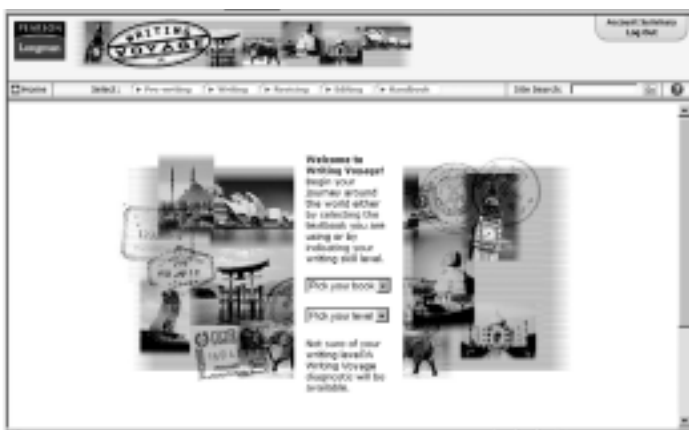 PEARSON
Longman
WRITING
VOYAGE
Account Summary
Log Out
Home
Select:
Pre-writing
Writing
Revising
Editing
Handbook
Site Search:
Go
?
Welcome to
Writing Voyage!
Begin your
journey around
the world either
by selecting the
textbook you are
using or by
indicating your
writing skill level.
Pick your book
Pick your level
Not sure of your
writing level? A
Writing Voyage
diagnostic will be
available.